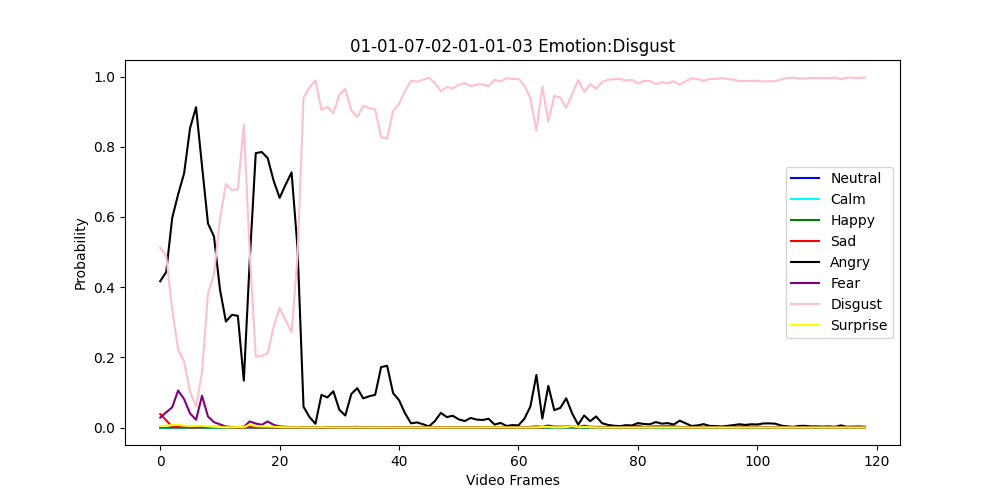 01-01-07-02-01-01-03 Emotion:Disgust
Probability
1.0
0.8
0.6
0.4
0.2
0.0
0 20 40 60 80 100 120
Video Frames
Neutral
Calm
Happy
Sad
Angry
Fear
Disgust
Surprise